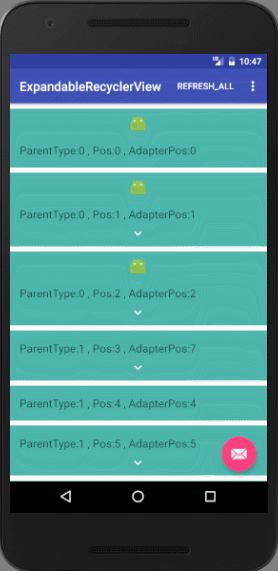 10:47
ExpandableRecyclerView REFRESH_ALL
ParentType:0 , Pos:0 , AdapterPos:0
ParentType:0 , Pos:1 , AdapterPos:1
ParentType:0 , Pos:2 , AdapterPos:2
ParentType:1 , Pos:3 , AdapterPos:7
ParentType:1 , Pos:4 , AdapterPos:4
ParentType:1 , Pos:5 , AdapterPos:5